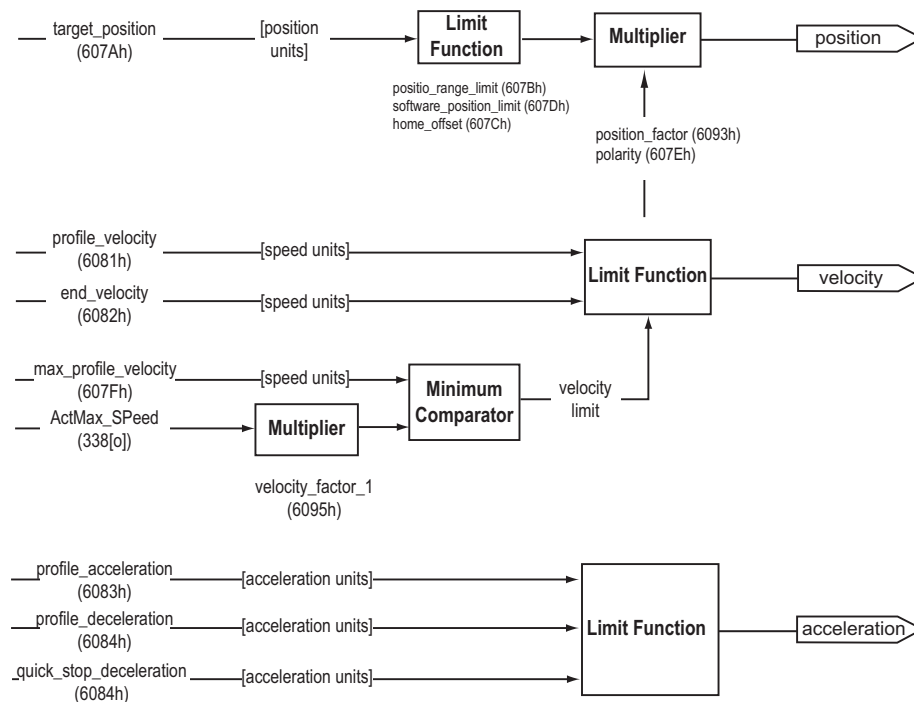 target_position
(607Ah)
[position
units]
Limit
Function
Multiplier
position
positio_range_limit (607Bh)
software_position_limit (607Dh)
home_offset (607Ch)
position_factor (6093h)
polarity (607Eh)
profile_velocity
(6081h)
[speed units]
end_velocity
(6082h)
[speed units]
Limit Function
velocity
max_profile_velocity
(607Fh)
[speed units]
ActMax_SPeed
(338[o])
Multiplier
Minimum
Comparator
velocity
limit
velocity_factor_1
(6095h)
profile_acceleration
(6083h)
[acceleration units]
profile_deceleration
(6084h)
[acceleration units]
quick_stop_deceleration
(6084h)
[acceleration units]
Limit Function
acceleration